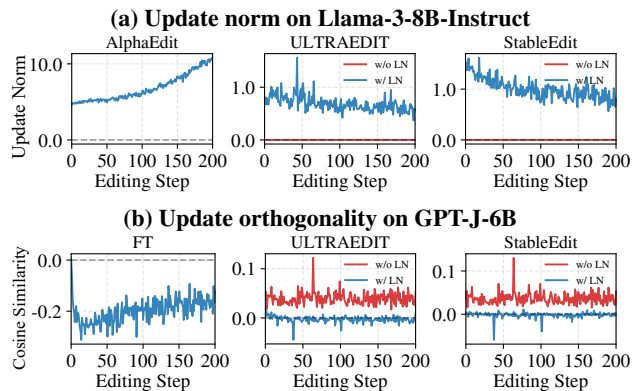 (a) Update norm on Llama-3-8B-Instruct
AlphaEdit ULTRAEDIT StableEdit
Update Norm
10.0
0.0
0 50 100 150 200
Editing Step
w/o LN
w/ LN
1.0
0.0
0 50 100 150 200
Editing Step
w/o LN
w/ LN
1.0
0.0
0 100 200
Editing Step
(b) Update orthogonality on GPT-J-6B
FT ULTRAEDIT StableEdit
Cosine Similarity
0.0
-0.2
0 50 100 150 200
Editing Step
w/o LN
w/ LN
0.1
0.0
0 50 100 150 200
Editing Step
w/o LN
w/ LN
0.1
0.0
0 50 100 150 200
Editing Step